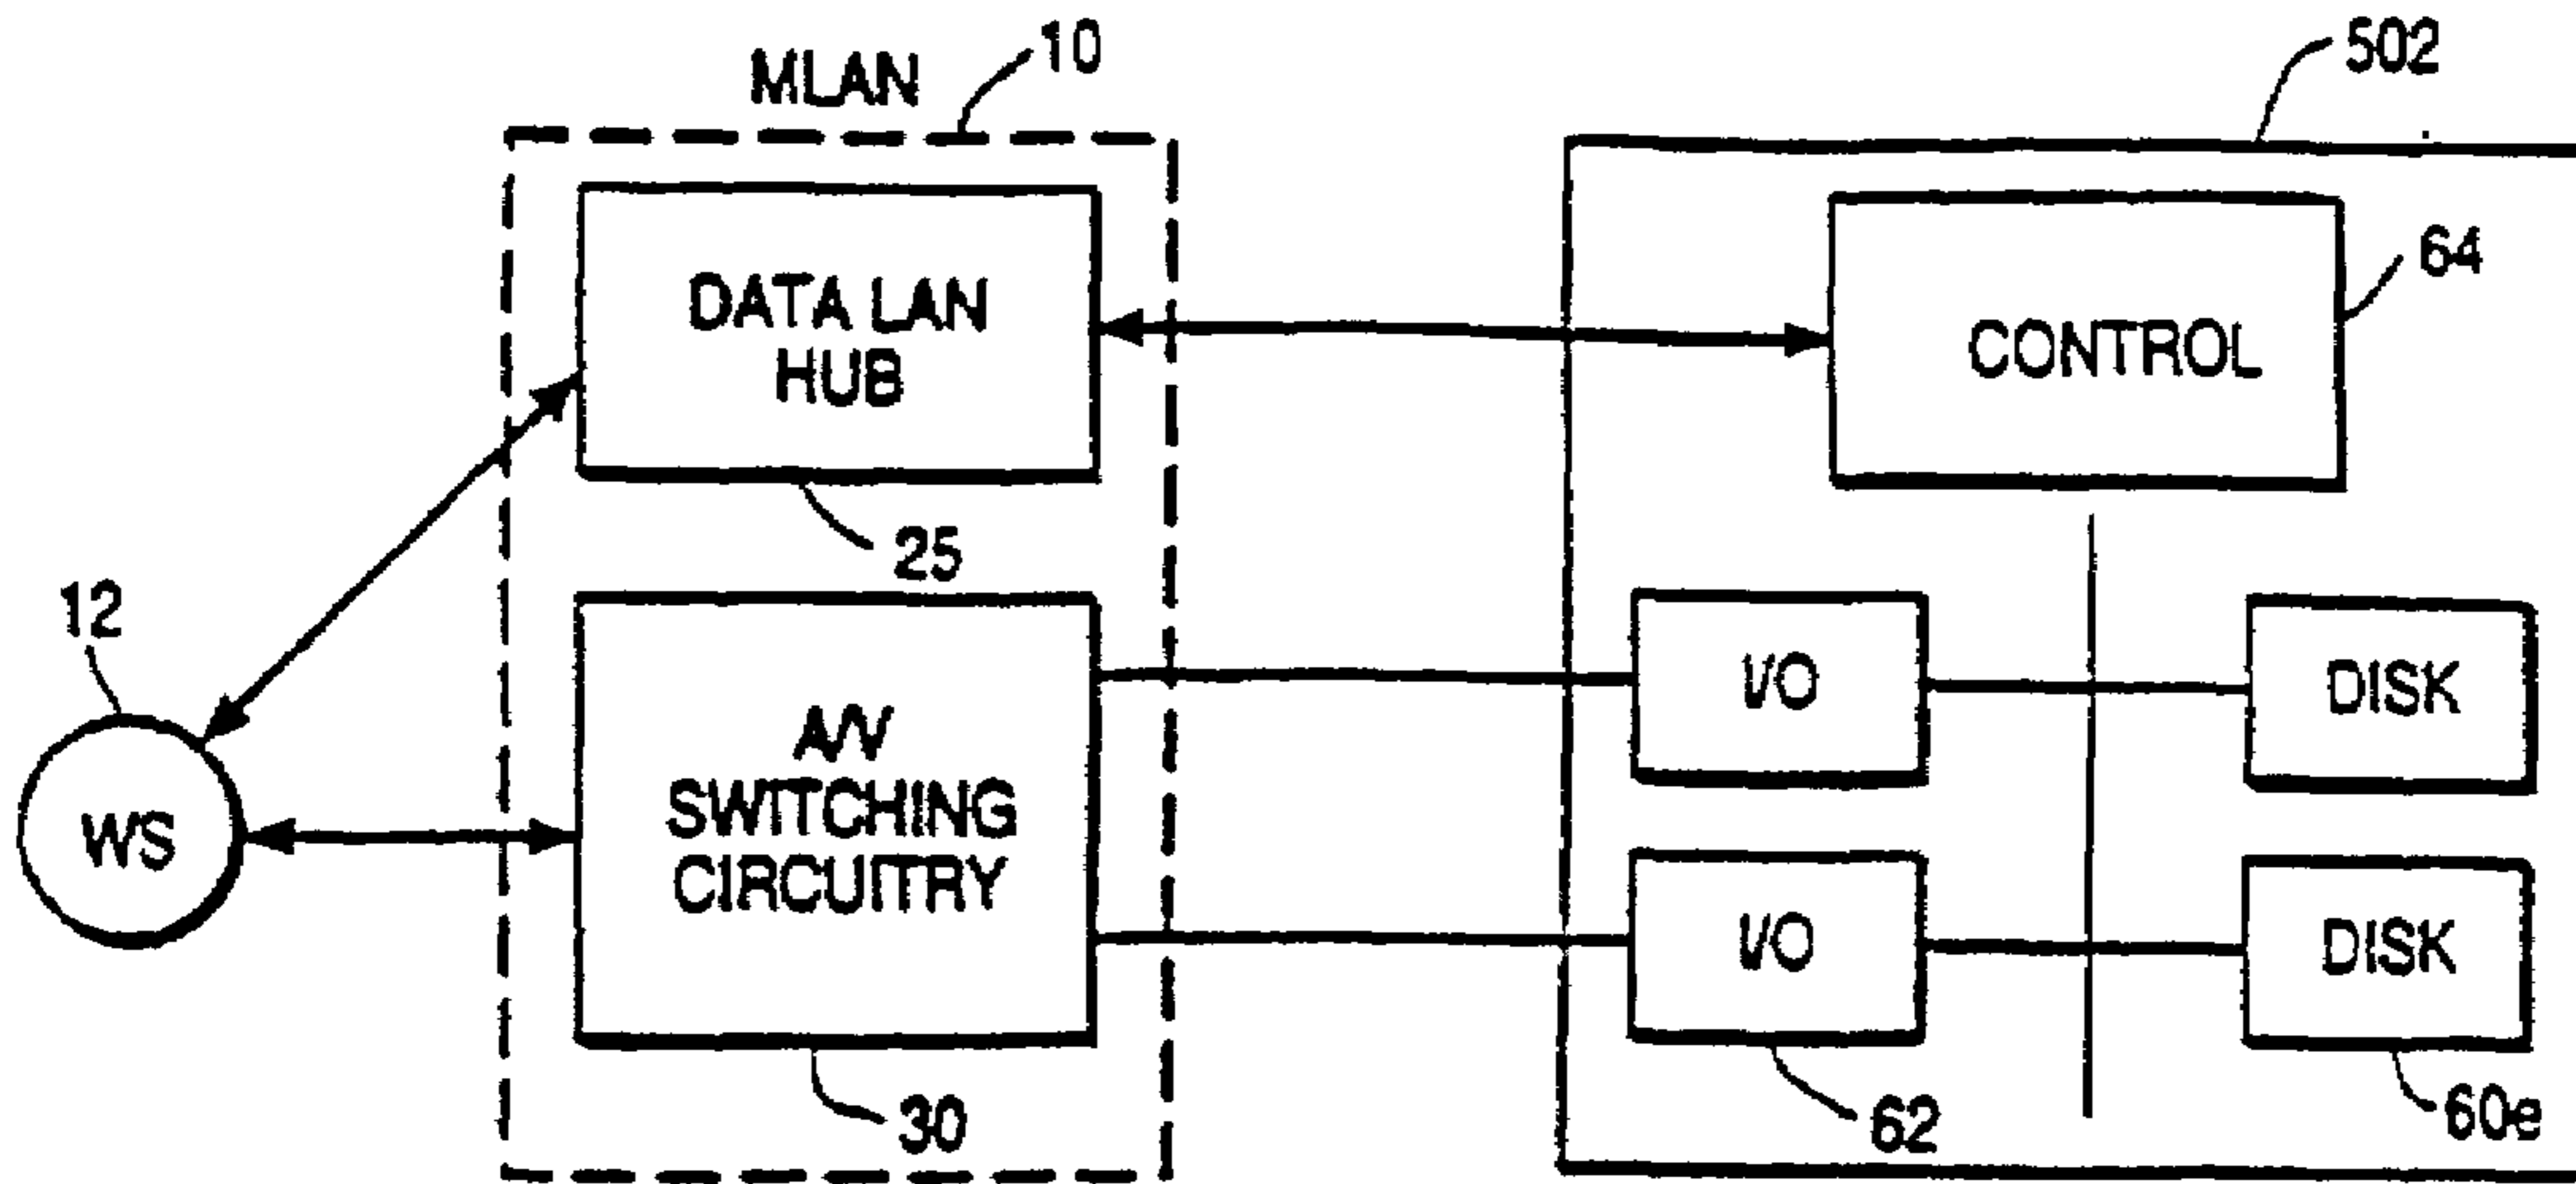 MLAN
10
502
DATA LAN
HUB
25
CONTROL
64
12
WS
A/V
SWITCHING
CIRCUITRY
30
I/O
DISK
I/O
62
DISK
60e